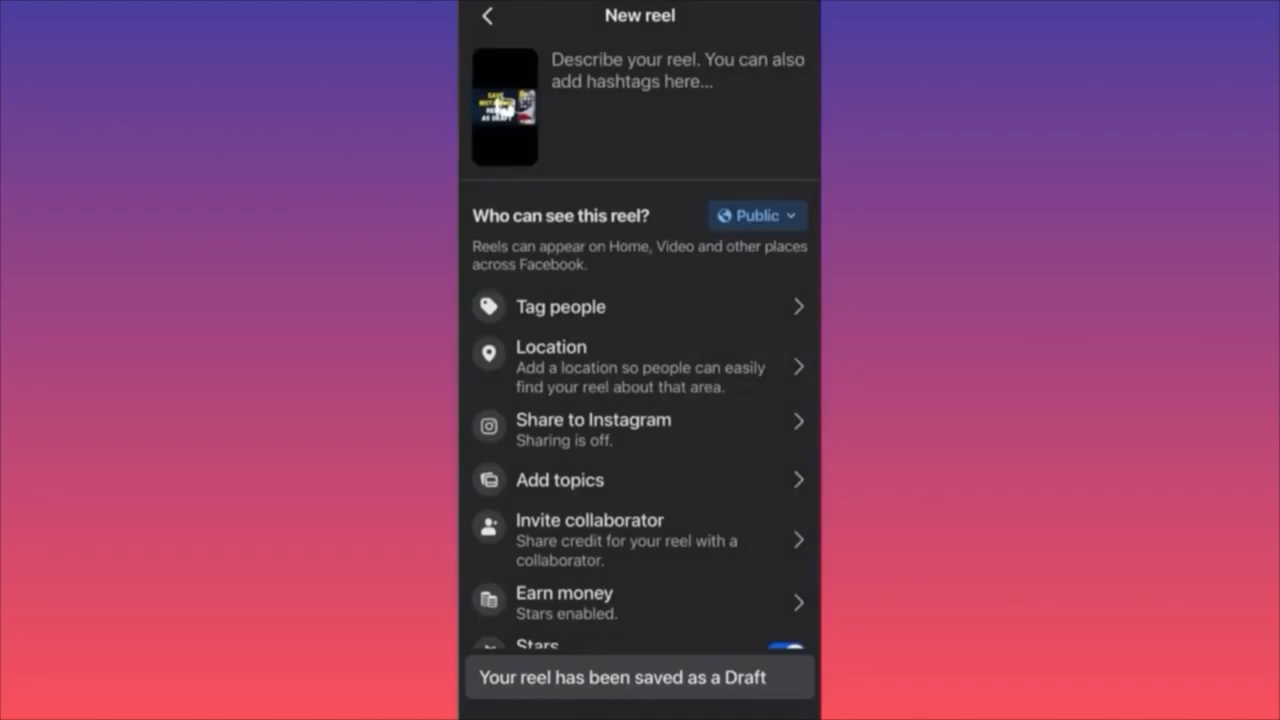 New reel
Describe your reel. You can also
add hashtags here...
SAVE
AS DRAFT
Who can see this reel?
Public
Reels can appear on Home, Video and other places
across Facebook.
Tag people
Location
Add a location so people can easily
find your reel about that area.
Share to Instagram
Sharing is off.
Add topics
Invite collaborator
Share credit for your reel with a
collaborator.
Earn money
Stars enabled.
Stars
Your reel has been saved as a Draft